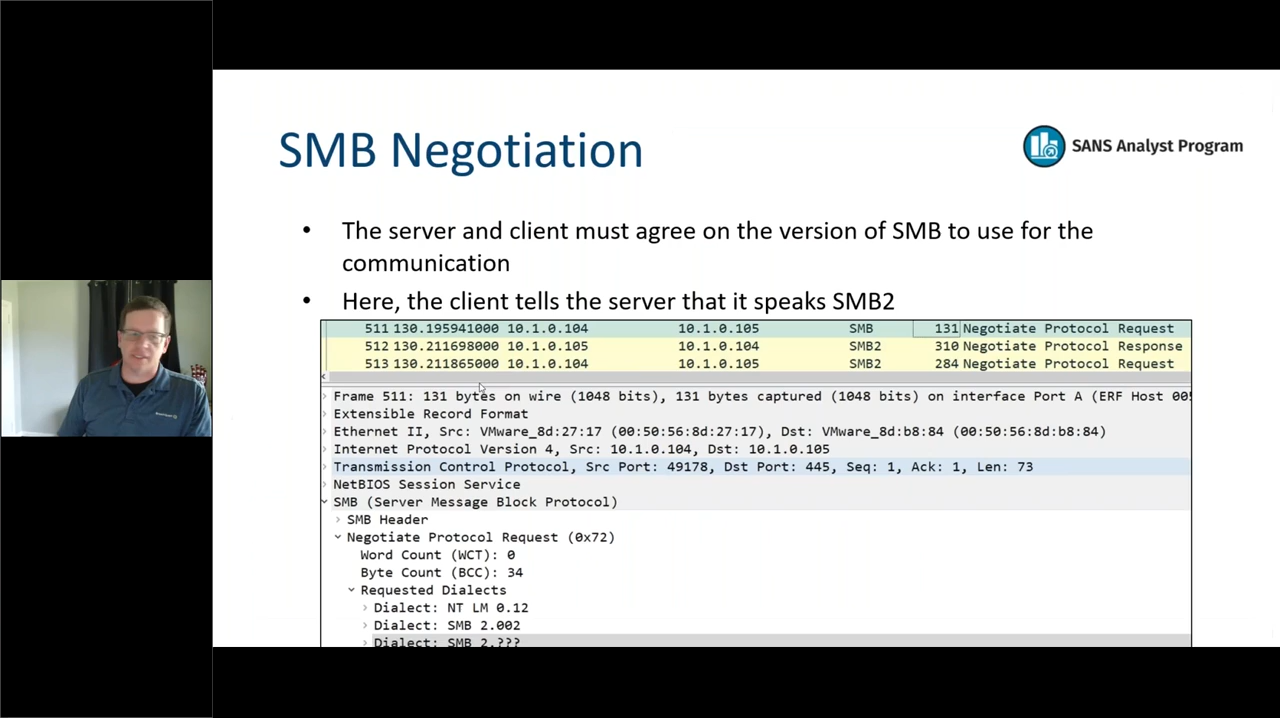 SMB Negotiation
SANS Analyst Program
• The server and client must agree on the version of SMB to use for the
communication
• Here, the client tells the server that it speaks SMB2
511 130.195941000 10.1.0.104 10.1.0.105 SMB 131 Negotiate Protocol Request
512 130.211698000 10.1.0.105 10.1.0.104 SMB2 310 Negotiate Protocol Response
513 130.211865000 10.1.0.104 10.1.0.105 SMB2 284 Negotiate Protocol Request
Frame 511: 131 bytes on wire (1048 bits), 131 bytes captured (1048 bits) on interface Port A (ERF Host 005
Extensible Record Format
Ethernet II, Src: VMware_8d:27:17 (00:50:56:8d:27:17), Dst: VMware_8d:b8:84 (00:50:56:8d:b8:84)
Internet Protocol Version 4, Src: 10.1.0.104, Dst: 10.1.0.105
Transmission Control Protocol, Src Port: 49178, Dst Port: 445, Seq: 1, Ack: 1, Len: 73
NetBIOS Session Service
SMB (Server Message Block Protocol)
SMB Header
Negotiate Protocol Request (0x72)
Word Count (WCT): 0
Byte Count (BCC): 34
Requested Dialects
Dialect: NT LM 0.12
Dialect: SMB 2.002
Dialect: SMB 2.???